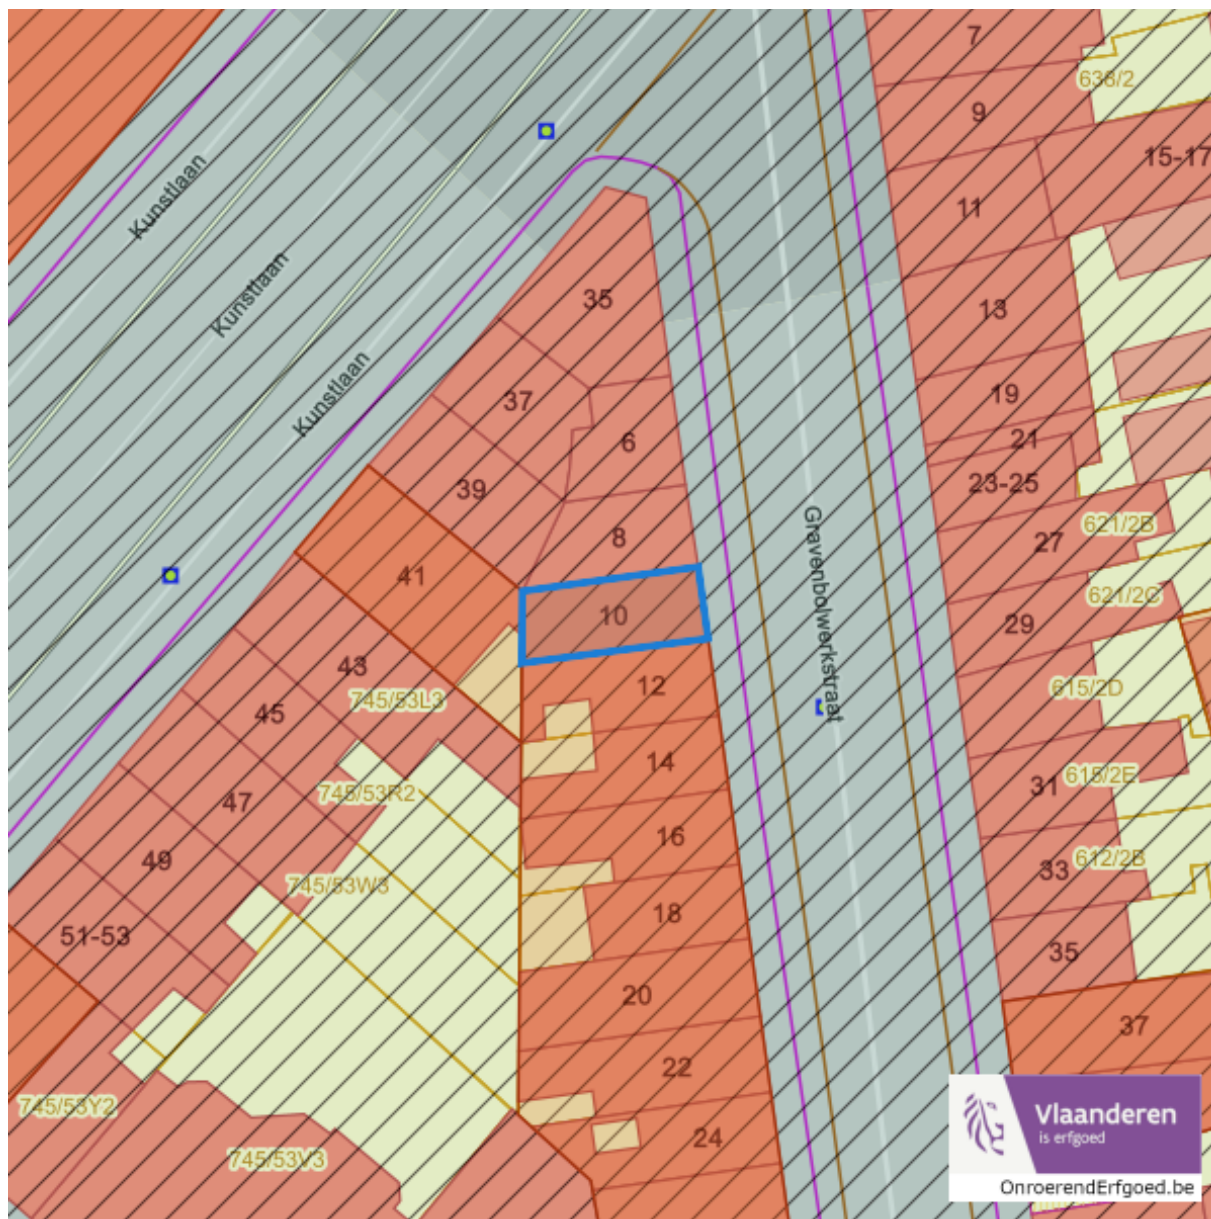 7
638/2
9
15-17
Kunstlaan
11
Kunstlaan
35
13
Kunstlaan
37
19
6
21
39
23-25
8
Gravenbolwerkstraat
621/2B
27
41
621/2C
10
29
43
12
615/2D
745/53L3
45
14
615/2E
31
745/53R2
47
16
612/2B
49
33
745/53W3
18
51-53
35
20
37
22
745/53Y2
24
745/53V3
Vlaanderen
is erfgoed
OnroerendErfgoed.be